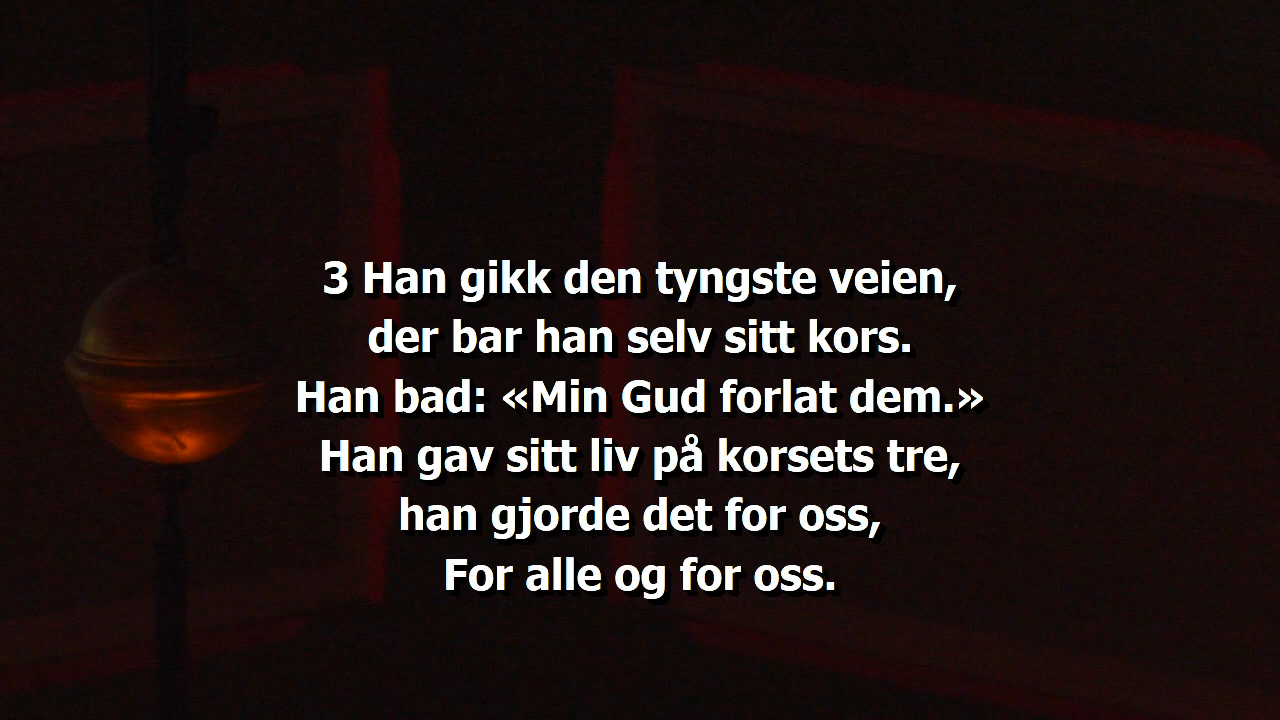 3 Han gikk den tyngste veien,
der bar han selv sitt kors.
Han bad: «Min Gud forlat dem.»
Han gav sitt liv på korsets tre,
han gjorde det for oss,
For alle og for oss.